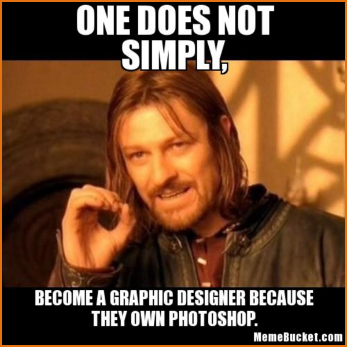 ONE DOES NOT
SIMPLY,
BECOME A GRAPHIC DESIGNER BECAUSE
THEY OWN PHOTOSHOP.
MemeBucket.com